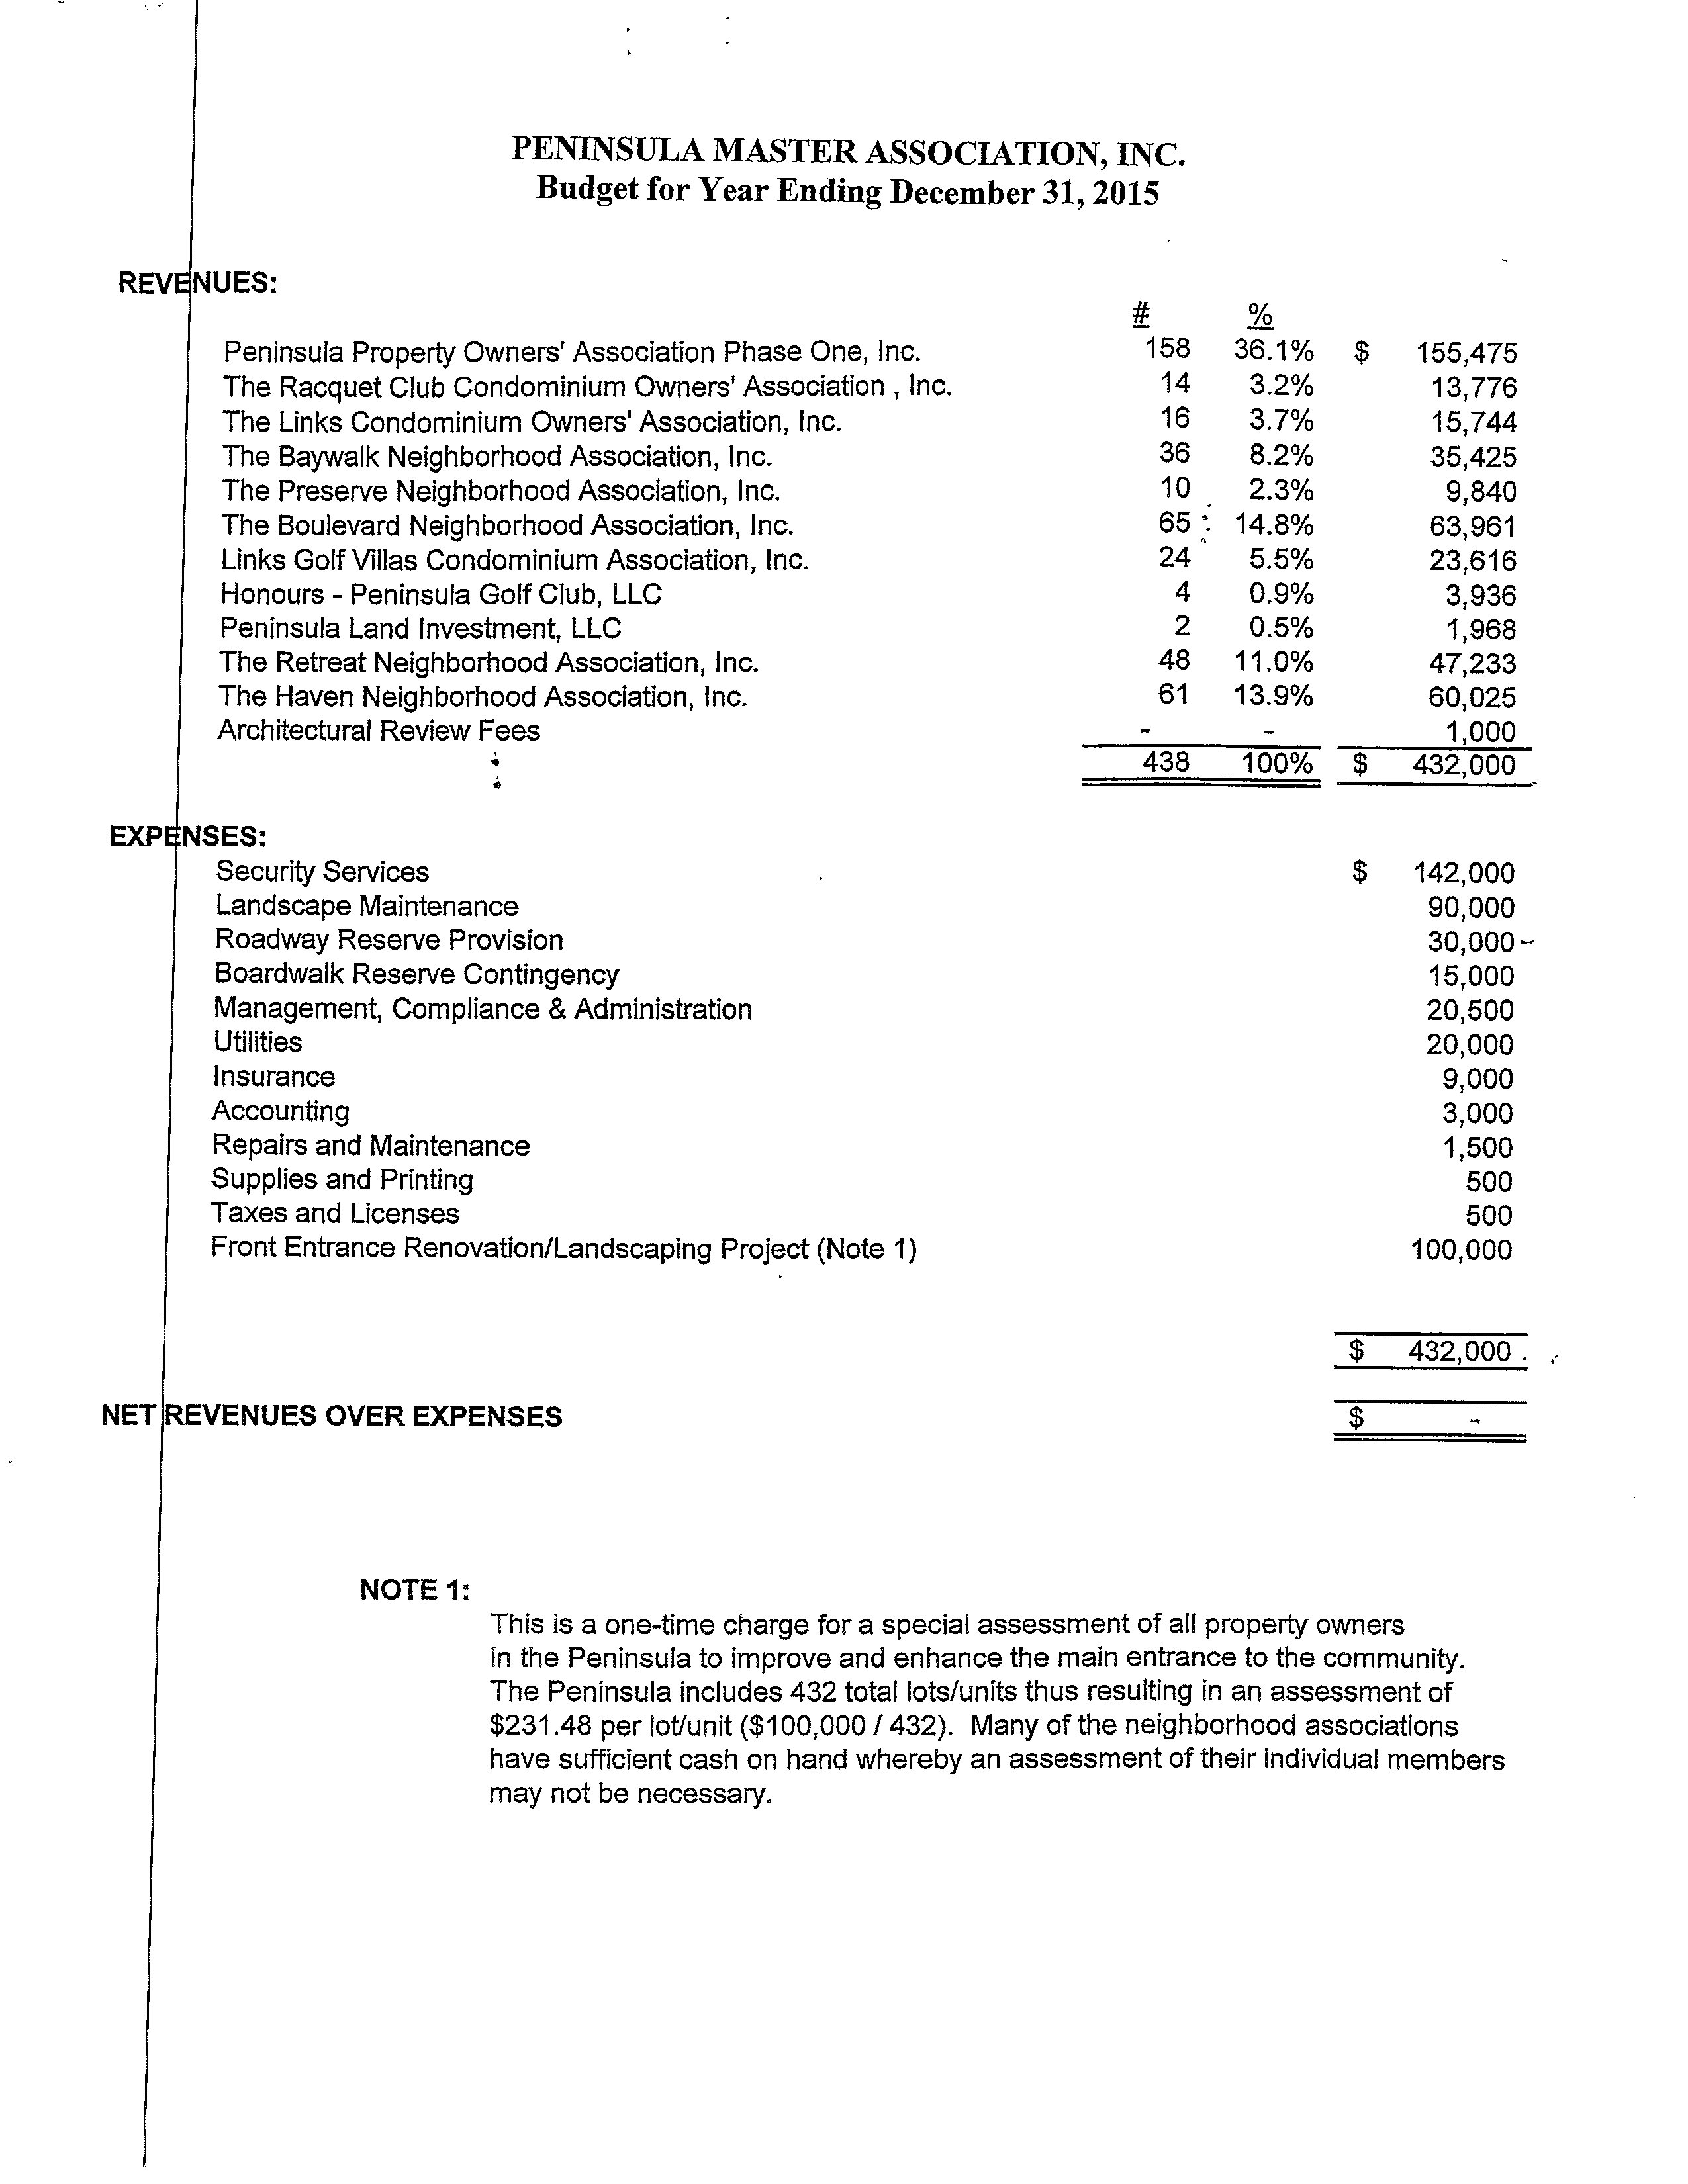 PENINSULA MASTER ASSOCIATION, INC.
Budget for Year Ending December 31, 2015
REVENUES:
# %
Peninsula Property Owners' Association Phase One, Inc. 158 36.1% $ 155,475
The Racquet Club Condominium Owners' Association , Inc. 14 3.2% 13,776
The Links Condominium Owners' Association, Inc. 16 3.7% 15,744
The Baywalk Neighborhood Association, Inc. 36 8.2% 35,425
The Preserve Neighborhood Association, Inc. 10 2.3% 9,840
The Boulevard Neighborhood Association, Inc. 65 14.8% 63,961
Links Golf Villas Condominium Association, Inc. 24 5.5% 23,616
Honours - Peninsula Golf Club, LLC 4 0.9% 3,936
Peninsula Land Investment, LLC 2 0.5% 1,968
The Retreat Neighborhood Association, Inc. 48 11.0% 47,233
The Haven Neighborhood Association, Inc. 61 13.9% 60,025
Architectural Review Fees - - 1,000
438 100% $ 432,000
EXPENSES:
Security Services $ 142,000
Landscape Maintenance 90,000
Roadway Reserve Provision 30,000
Boardwalk Reserve Contingency 15,000
Management, Compliance & Administration 20,500
Utilities 20,000
Insurance 9,000
Accounting 3,000
Repairs and Maintenance 1,500
Supplies and Printing 500
Taxes and Licenses 500
Front Entrance Renovation/Landscaping Project (Note 1) 100,000
$ 432,000
NET REVENUES OVER EXPENSES $ -
NOTE 1:
This is a one-time charge for a special assessment of all property owners
in the Peninsula to improve and enhance the main entrance to the community.
The Peninsula includes 432 total lots/units thus resulting in an assessment of
$231.48 per lot/unit ($100,000 / 432). Many of the neighborhood associations
have sufficient cash on hand whereby an assessment of their individual members
may not be necessary.